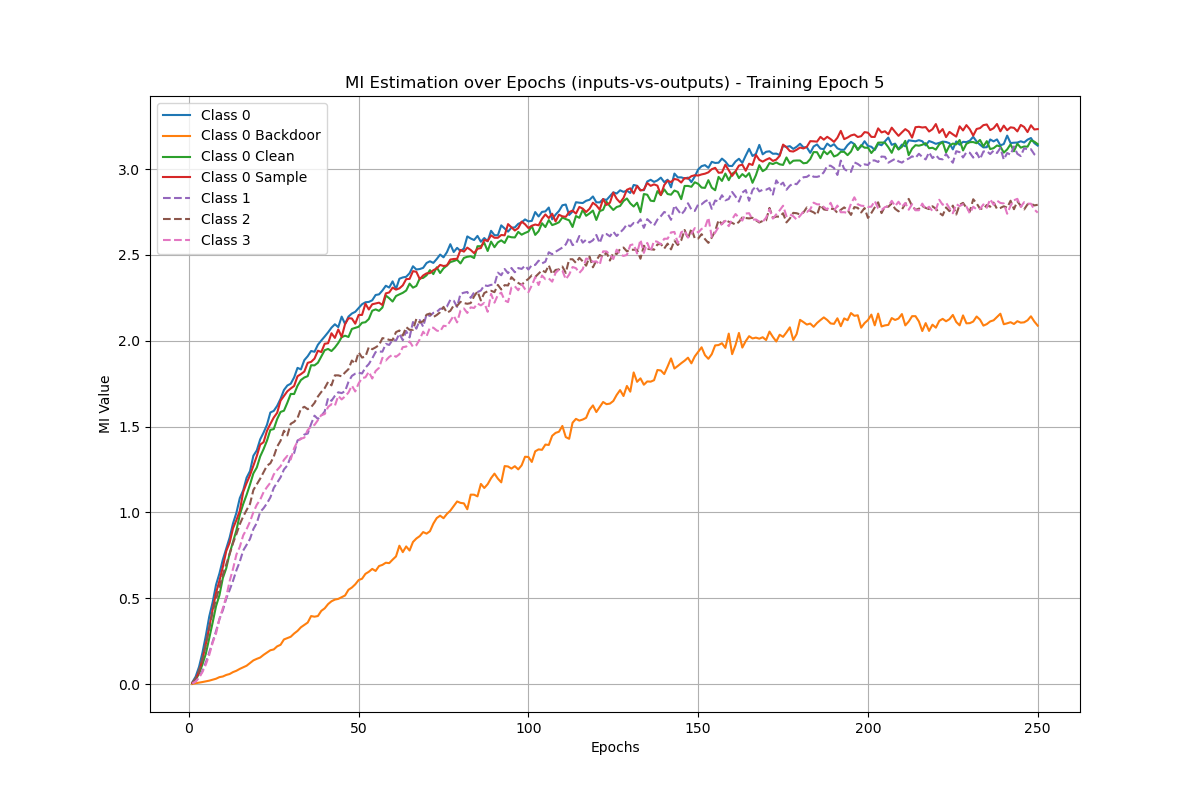 MI Estimation over Epochs (inputs-vs-outputs) - Training Epoch 5
Class 0
Class 0 Backdoor
Class 0 Clean
Class 0 Sample
Class 1
Class 2
Class 3
MI Value
3.0
2.5
2.0
1.5
1.0
0.5
0.0
0 50 100 150 200 250
Epochs